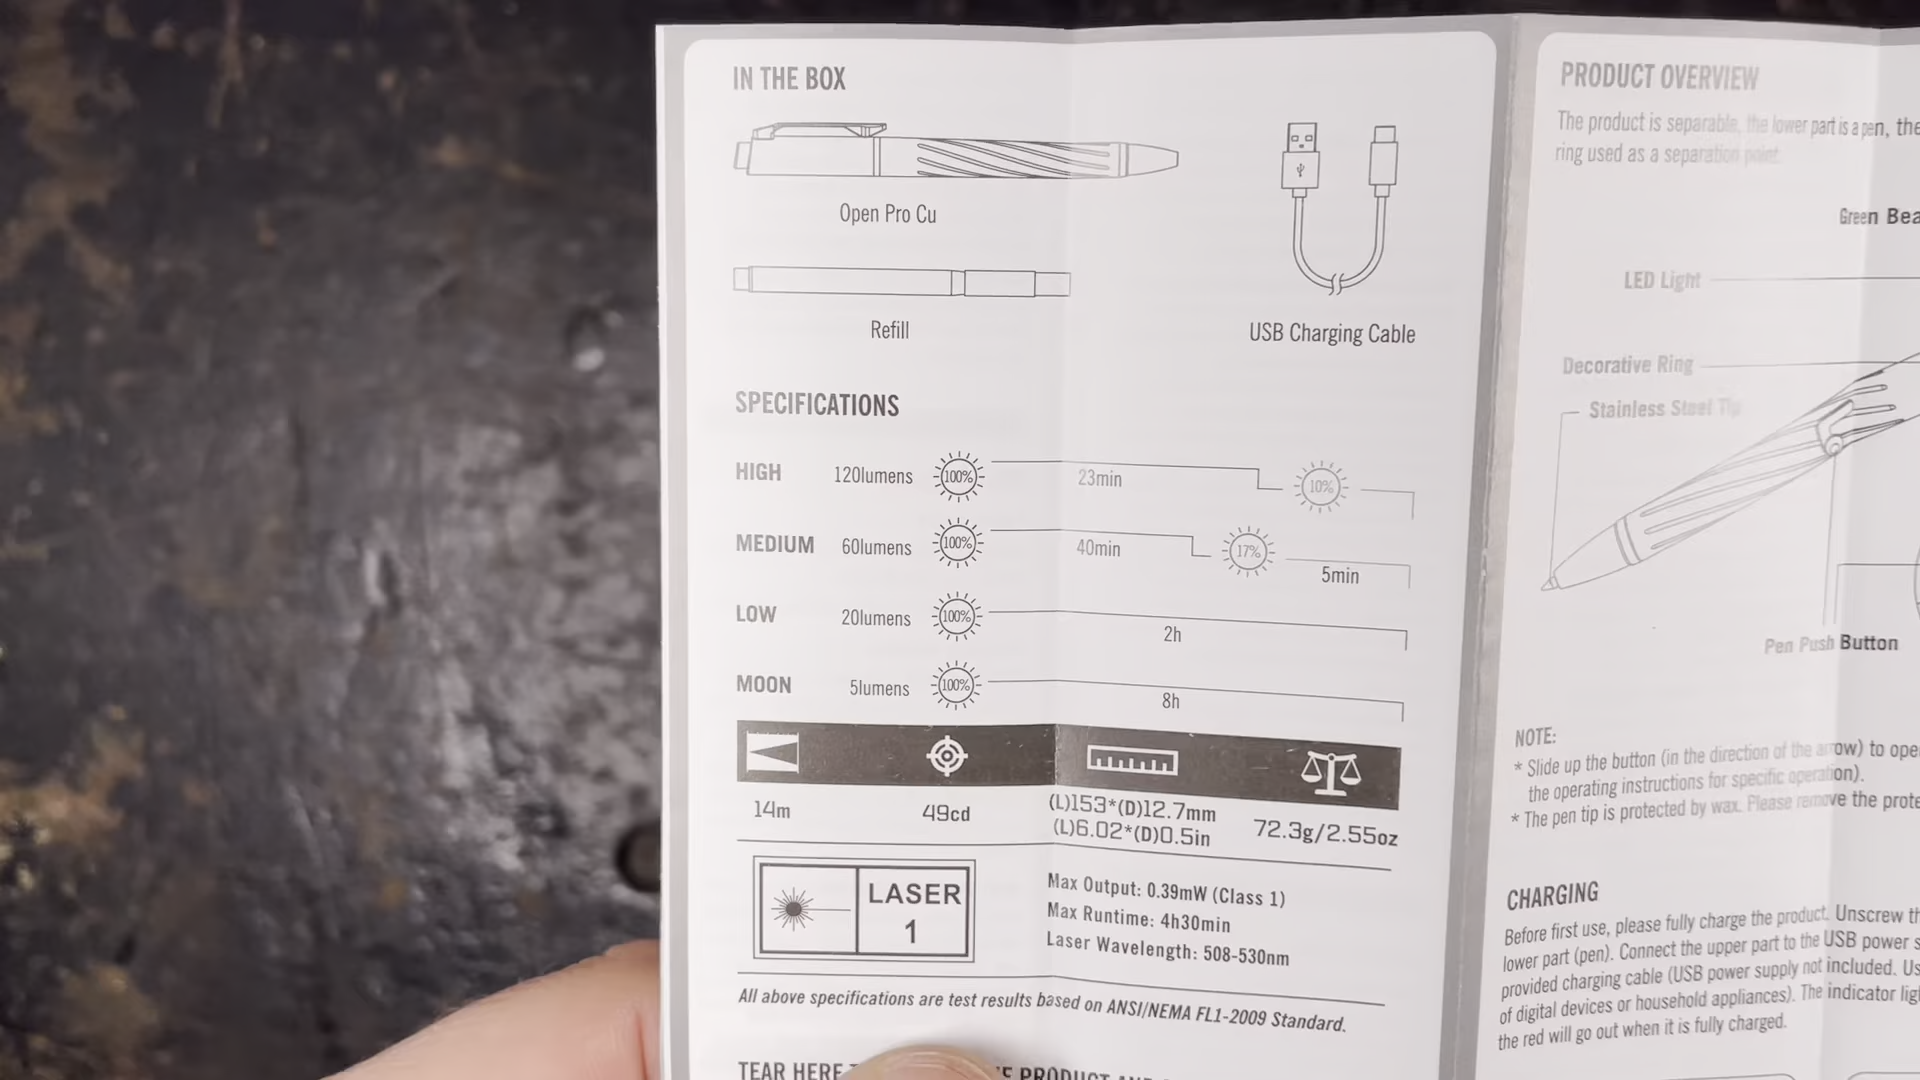 IN THE BOX
Open Pro Cu
Refill
USB Charging Cable
SPECIFICATIONS
HIGH 120lumens 100% 23min 10%
MEDIUM 60lumens 100% 40min 17% 5min
LOW 20lumens 100% 2h
MOON 5lumens 100% 8h
14m 49cd (L)153*(D)12.7mm 72.3g/2.55oz
(L)6.02*(D)0.5in
LASER
1
Max Output: 0.39mW (Class 1)
Max Runtime: 4h30min
Laser Wavelength: 508-530nm
All above specifications are test results based on ANSI/NEMA FL1-2009 Standard.
TEAR HERE PRODUCT
PRODUCT OVERVIEW
The product is separable, the lower part is a pen, the
ring used as a separation point.
Green
LED Light
Decorative Ring
Stainless Steel Tip
Pen Push Button
NOTE:
* Slide up the button (in the direction of the arrow) to
the operating instructions for specific operation).
* The pen tip is protected by wax. Please remove the
CHARGING
Before first use, please fully charge the product. Unscrew
lower part (pen). Connect the upper part to the USB power
provided charging cable (USB power supply not included.
of digital devices or household appliances). The indicator
the red will go out when it is fully charged.